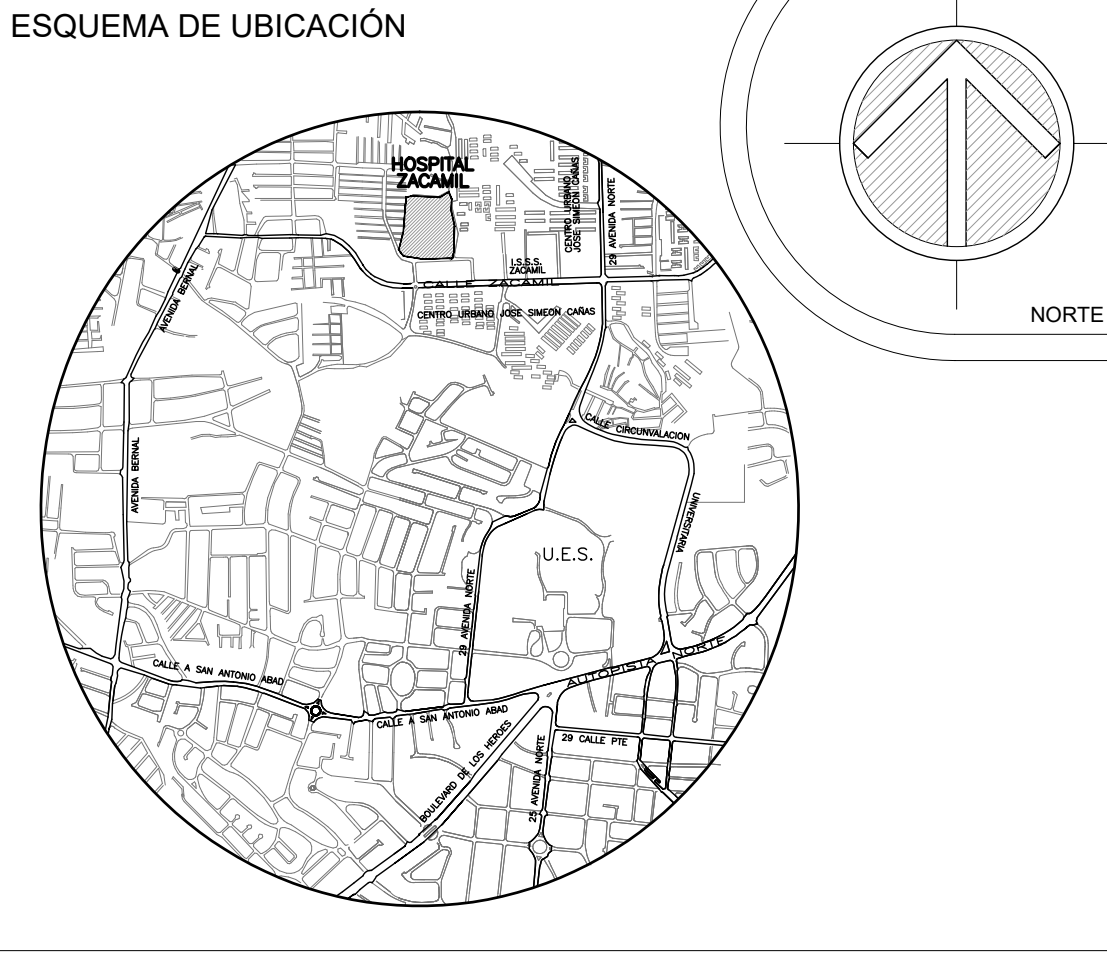 ESQUEMA DE UBICACIÓN
NORTE
HOSPITAL
ZACAMIL
CENTRO URBANO
JOSE SIMEON CAÑAS
29 AVENIDA NORTE
I.S.S.S.
ZACAMIL
AVENIDA BERNAL
CALLE ZACAMIL
CENTRO URBANO JOSE SIMEON CAÑAS
CALLE CIRCUNVALACION
AVENIDA BERNAL
UNIVERSITARIA
U.E.S.
29 AVENIDA NORTE
AUTOPISTA NORTE
CALLE A SAN ANTONIO ABAD
CALLE A SAN ANTONIO ABAD
BOULEVARD DE LOS HEROES
29 CALLE PTE
25 AVENIDA NORTE